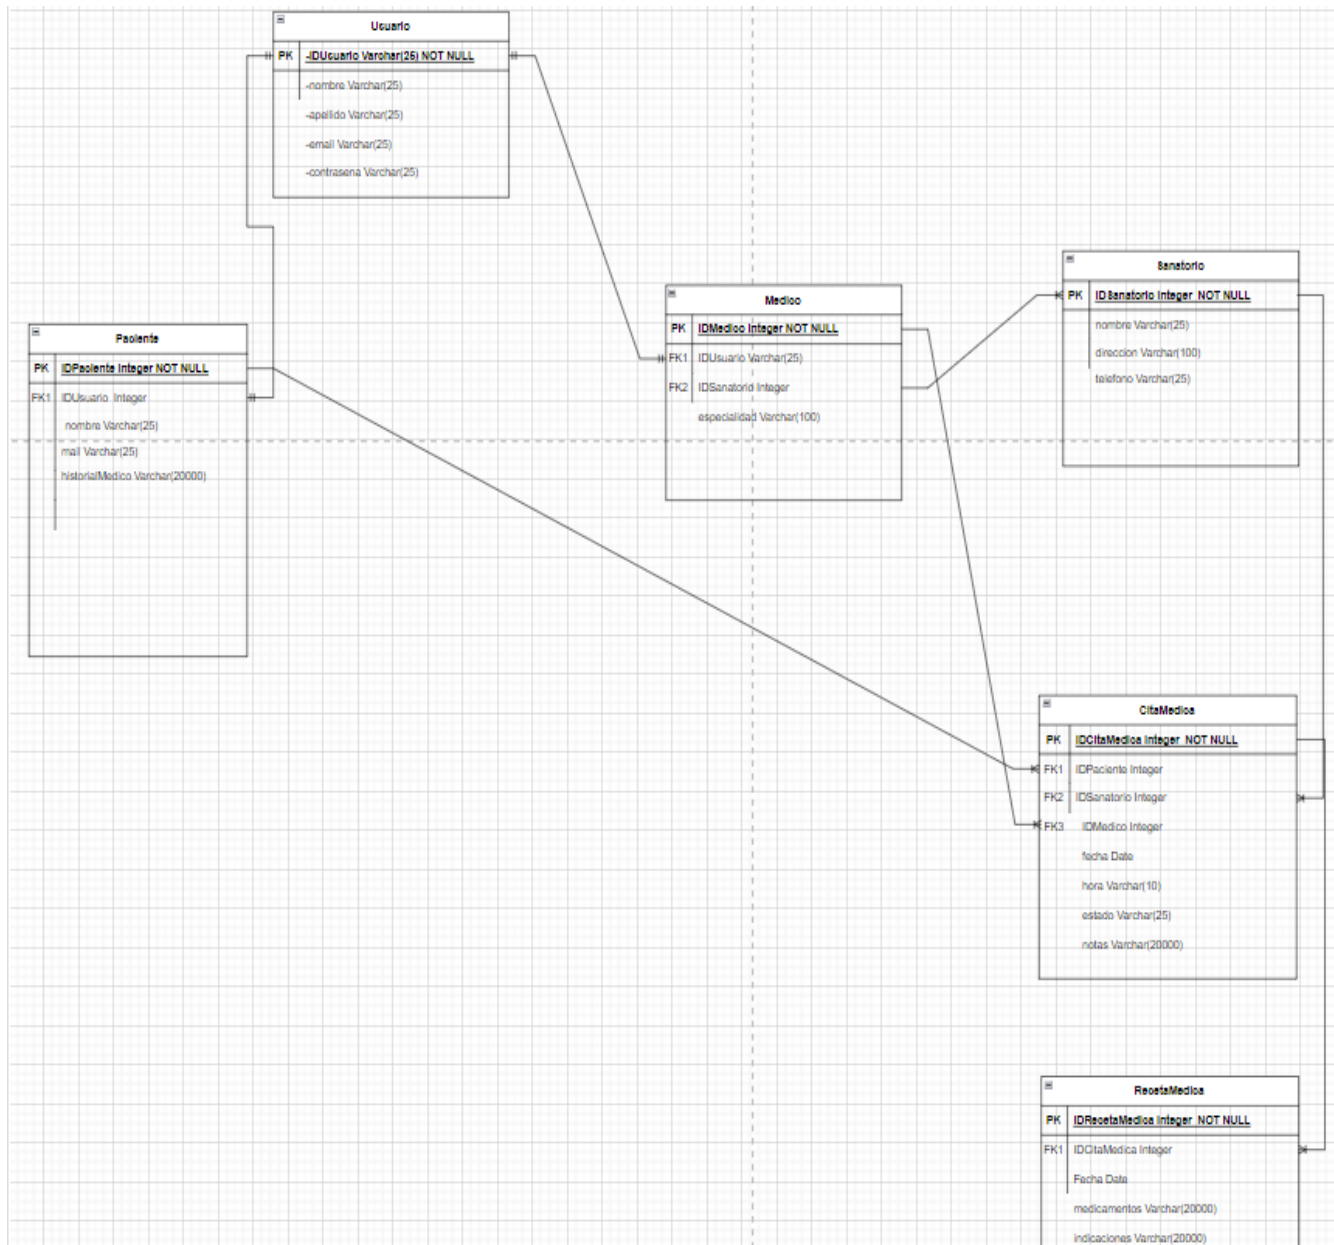 Usuario
PK -IDUsuario Varchar(25) NOT NULL
-nombre Varchar(25)
-apellido Varchar(25)
-email Varchar(25)
-contrasena Varchar(25)
Paciente
PK IDPaciente Integer NOT NULL
FK1 IDUsuario Integer
nombre Varchar(25)
mail Varchar(25)
historialMedico Varchar(20000)
Medico
PK IDMedico Integer NOT NULL
FK1 IDUsuario Varchar(25)
FK2 IDSanatorio Integer
especialidad Varchar(100)
Sanatorio
PK IDSanatorio Integer NOT NULL
nombre Varchar(25)
direccion Varchar(100)
telefono Varchar(25)
CitaMedica
PK IDCitaMedica Integer NOT NULL
FK1 IDPaciente Integer
FK2 IDSanatorio Integer
FK3 IDMedico Integer
fecha Date
hora Varchar(10)
estado Varchar(25)
notas Varchar(20000)
RecetaMedica
PK IDRecetaMedica Integer NOT NULL
FK1 IDCitaMedica Integer
Fecha Date
medicamentos Varchar(20000)
indicaciones Varchar(20000)